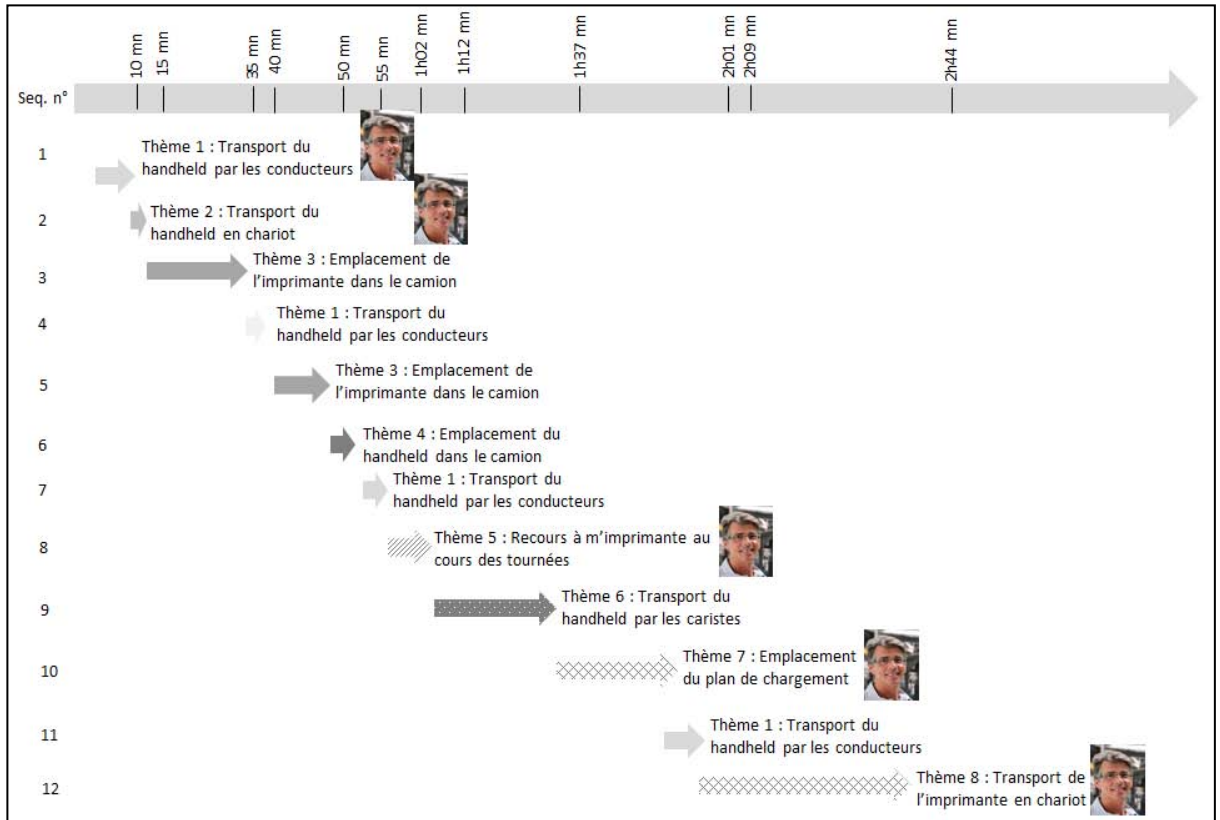 10 mn
15 mn
35 mn
40 mn
50 mn
55 mn
1h02 mn
1h12 mn
1h37 mn
2h01 mn
2h09 mn
2h44 mn
Seq. n°
1
Thème 1 : Transport du
handheld par les conducteurs
2
Thème 2 : Transport du
handheld en chariot
3
Thème 3 : Emplacement de
l'imprimante dans le camion
4
Thème 1 : Transport du
handheld par les conducteurs
5
Thème 3 : Emplacement de
l'imprimante dans le camion
6
Thème 4 : Emplacement du
handheld dans le camion
7
Thème 1 : Transport du
handheld par les conducteurs
8
Thème 5 : Recours à m'imprimante au
cours des tournées
9
Thème 6 : Transport du
handheld par les caristes
10
Thème 7 : Emplacement
du plan de chargement
11
Thème 1 : Transport du
handheld par les conducteurs
12
Thème 8 : Transport de
l'imprimante en chariot